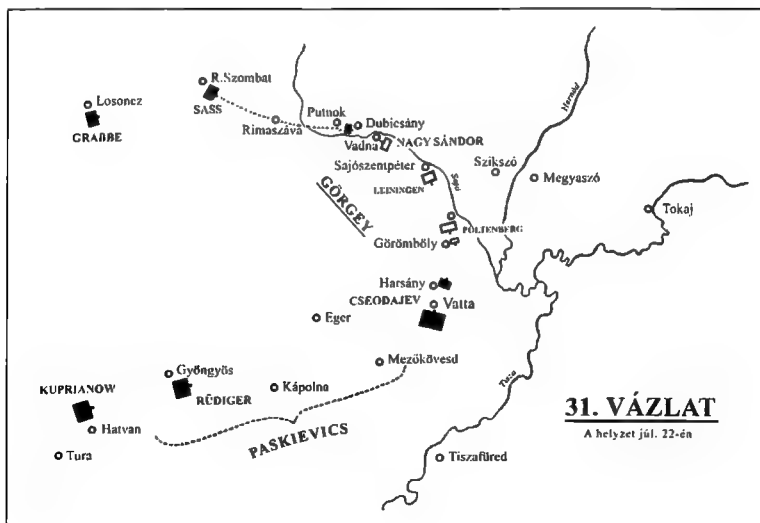 R.Szombat
Losoncz
SASS
GRABBE
Rimaszává
Putnok
Dubicsány
Vadna
NAGY SÁNDOR
Hernád
Sajószentpéter
LEININGEN
Sajó
Szikszó
Megyaszó
Tokaj
GÖRGEY
PÖLTENBERG
Görömböly
Harsány
CSEODAJEV
Vatta
Eger
Mezőkövesd
Gyöngyös
KUPRIANOW
RÜDIGER
Kápolna
Hatvan
Tura
PASKIEVICS
Tisza
Tiszafüred
31. VÁZLAT
A helyzet júl. 22-én